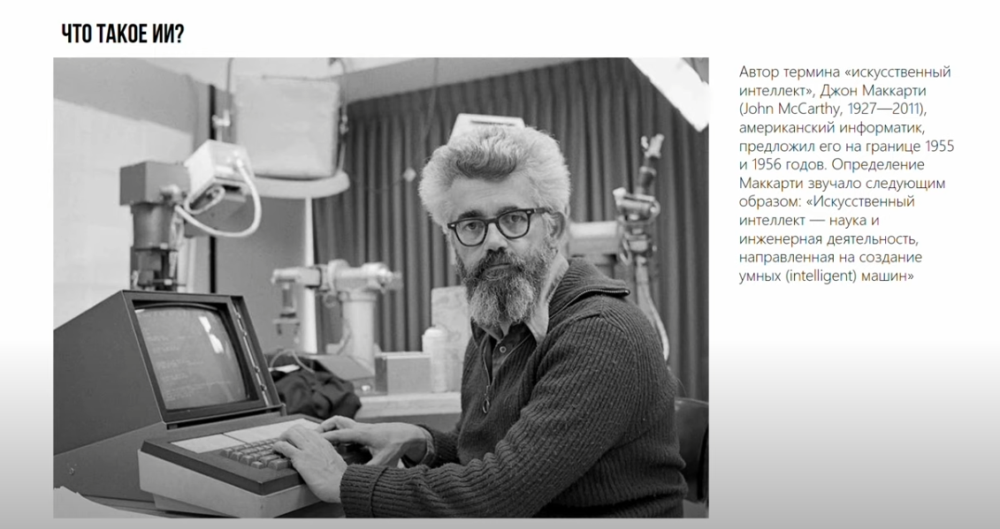 ЧТО ТАКОЕ ИИ?
Автор термина «искусственный
интеллект», Джон Маккарти
(John McCarthy, 1927—2011),
американский информатик,
предложил его на границе 1955
и 1956 годов. Определение
Маккарти звучало следующим
образом: «Искусственный
интеллект — наука и
инженерная деятельность,
направленная на создание
умных (intelligent) машин»